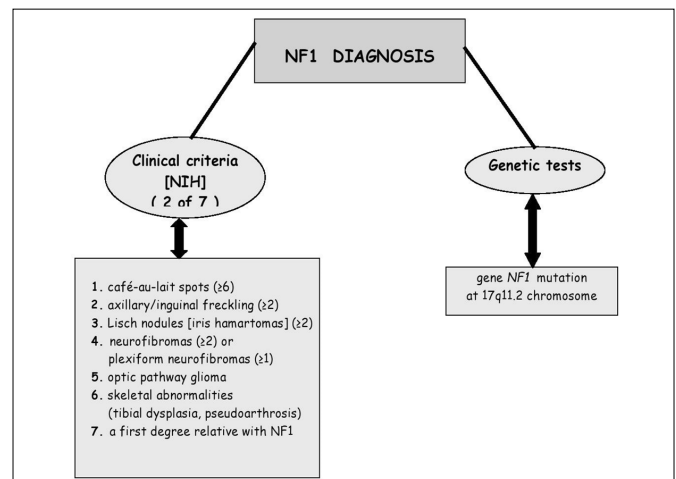 NF1 DIAGNOSIS
Clinical criteria
[NIH]
( 2 of 7 )
Genetic tests
1. café-au-lait spots (≥6)
2. axillary/inguinal freckling (≥2)
3. Lisch nodules [iris hamartomas] (≥2)
4. neurofibromas (≥2) or
plexiform neurofibromas (≥1)
5. optic pathway glioma
6. skeletal abnormalities
(tibial dysplasia, pseudoarthrosis)
7. a first degree relative with NF1
gene NF1 mutation
at 17q11.2 chromosome